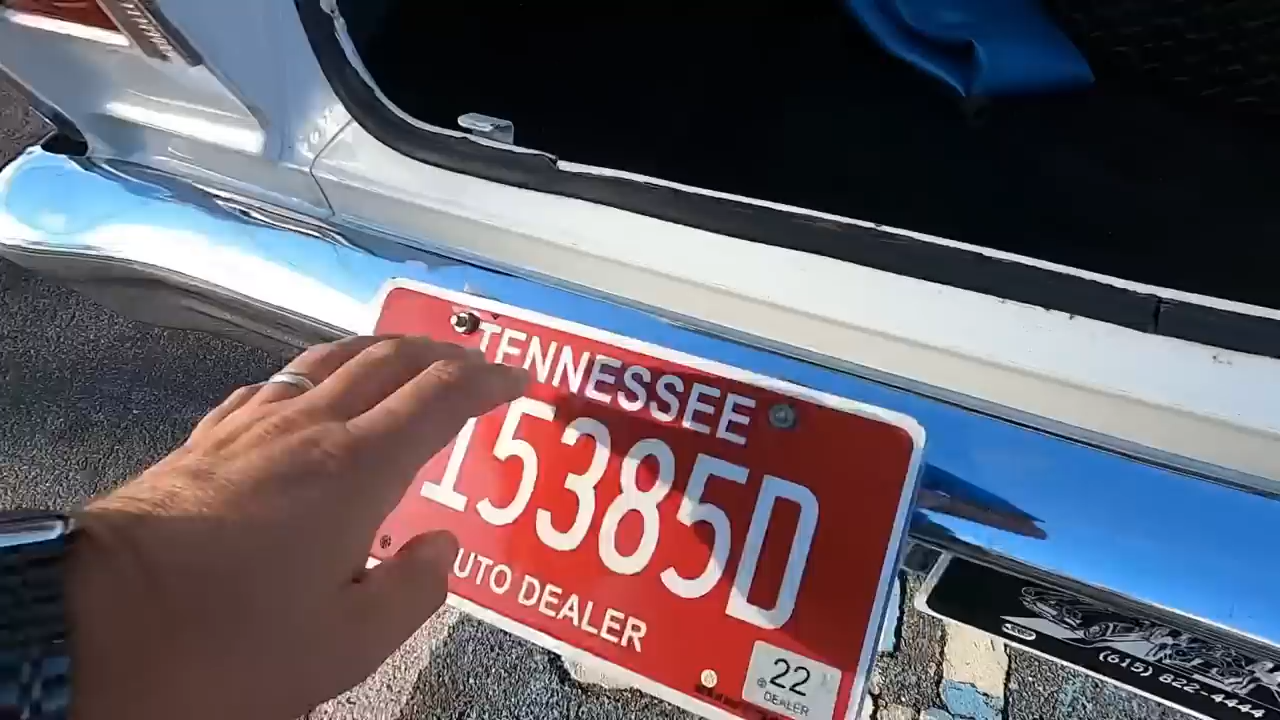 TENNESSEE
15385D
UTO DEALER
22
DEALER
(615) 822-4444